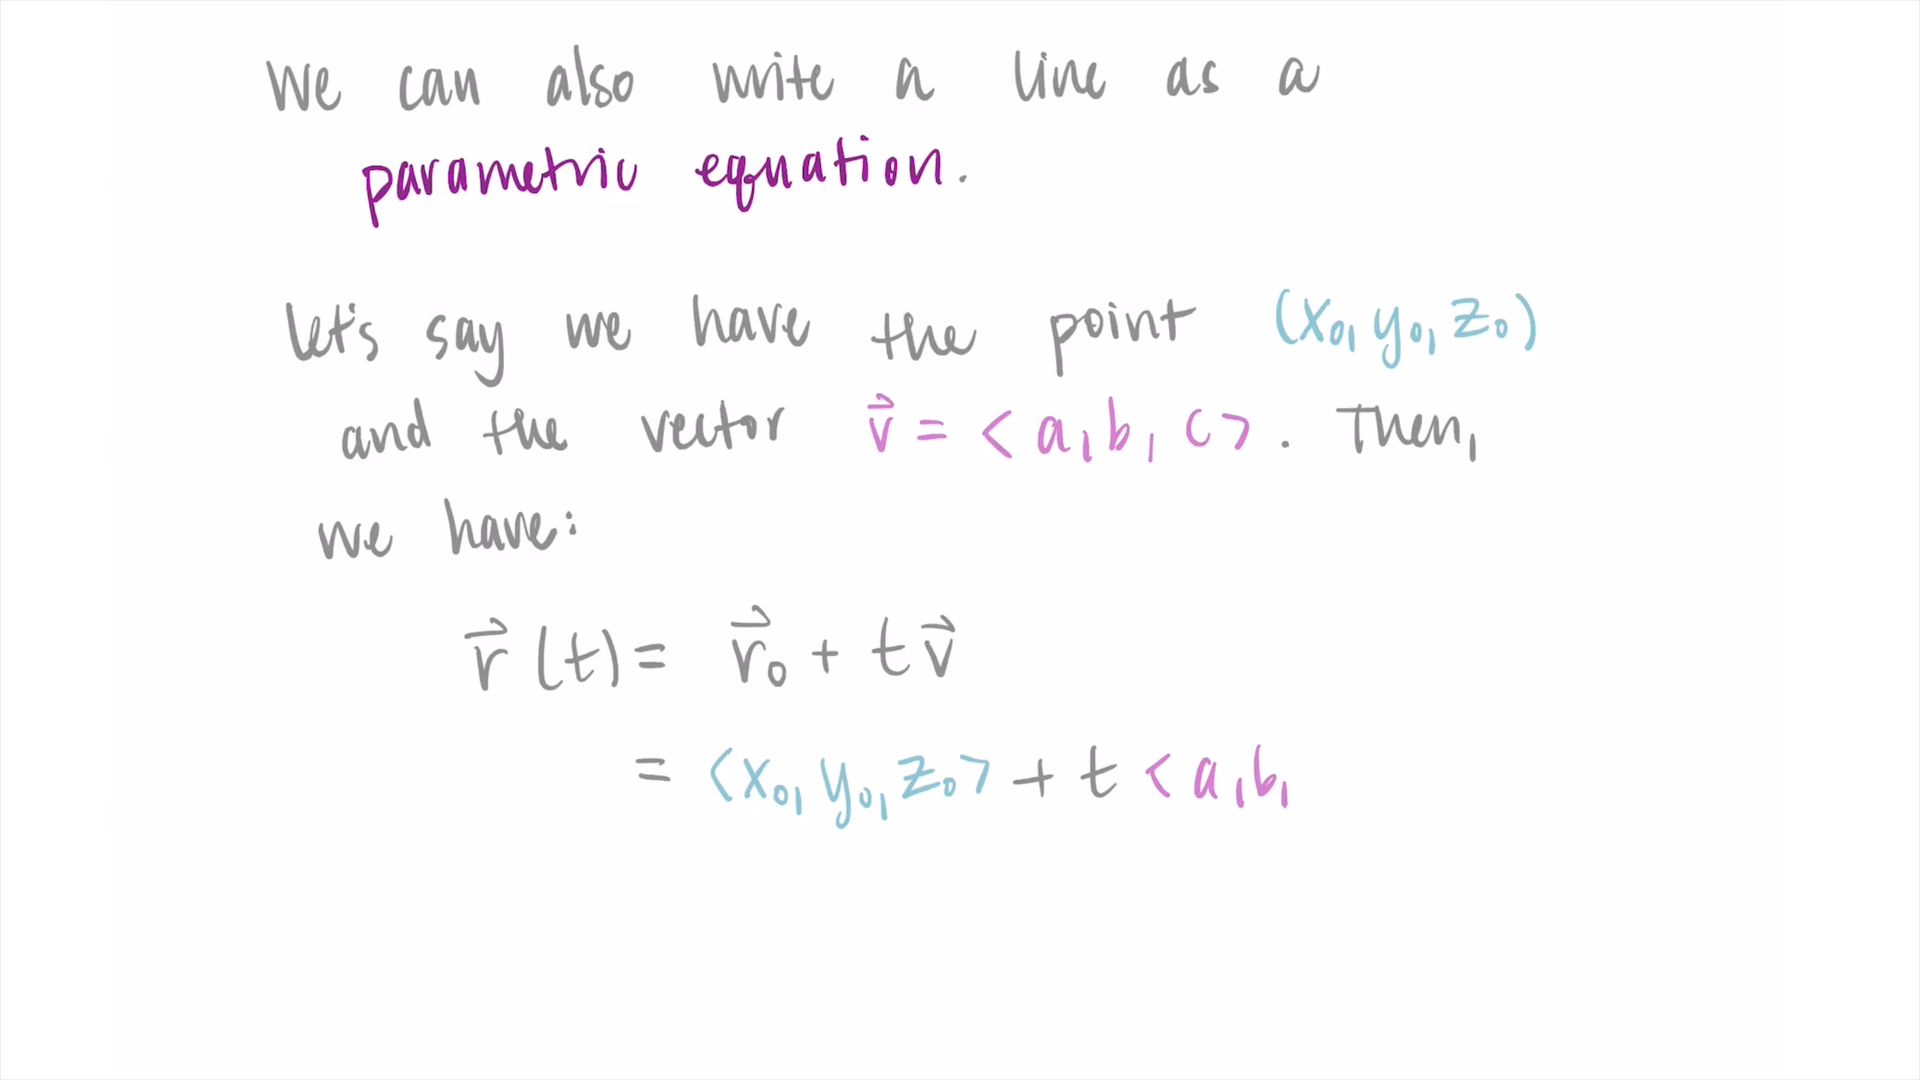 We can also write a line as a
parametric equation.
let's say we have the point (x₀, y₀, z₀)
and the vector v⃗ = <a, b, c>. Then,
we have:
r⃗(t) = r⃗₀ + t v⃗
= <x₀, y₀, z₀> + t <a, b,